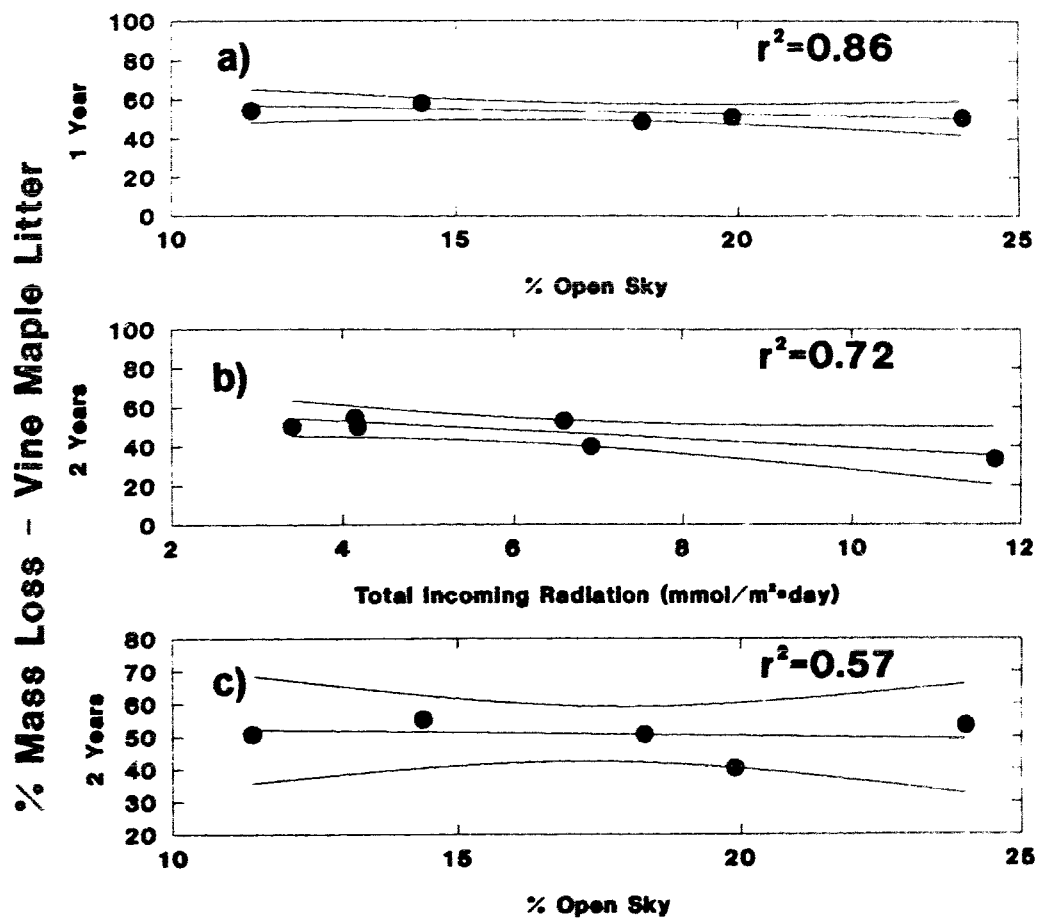 % Mass Loss - Vine Maple Litter
1 Year
100
80
60
40
20
0
a)
r²=0.86
10 15 20 25
% Open Sky
2 Years
100
80
60
40
20
0
b)
r²=0.72
2 4 6 8 10 12
Total Incoming Radiation (mmol/m²•day)
2 Years
80
70
60
50
40
30
20
c)
r²=0.57
10 15 20 25
% Open Sky